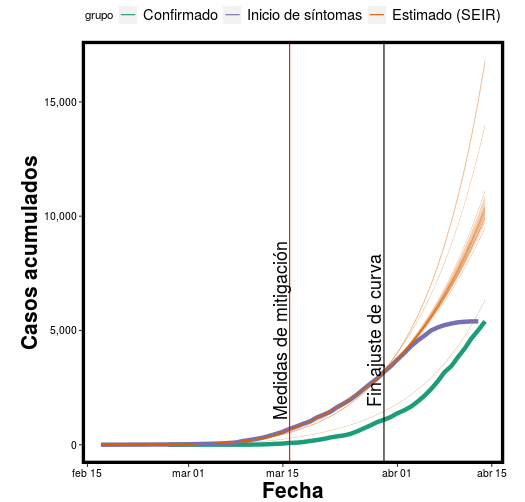 grupo Confirmado Inicio de síntomas Estimado (SEIR)
15,000
10,000
5,000
0
Casos acumulados
Medidas de mitigación
Fin ajuste de curva
feb 15 mar 01 mar 15 abr 01 abr 15
Fecha